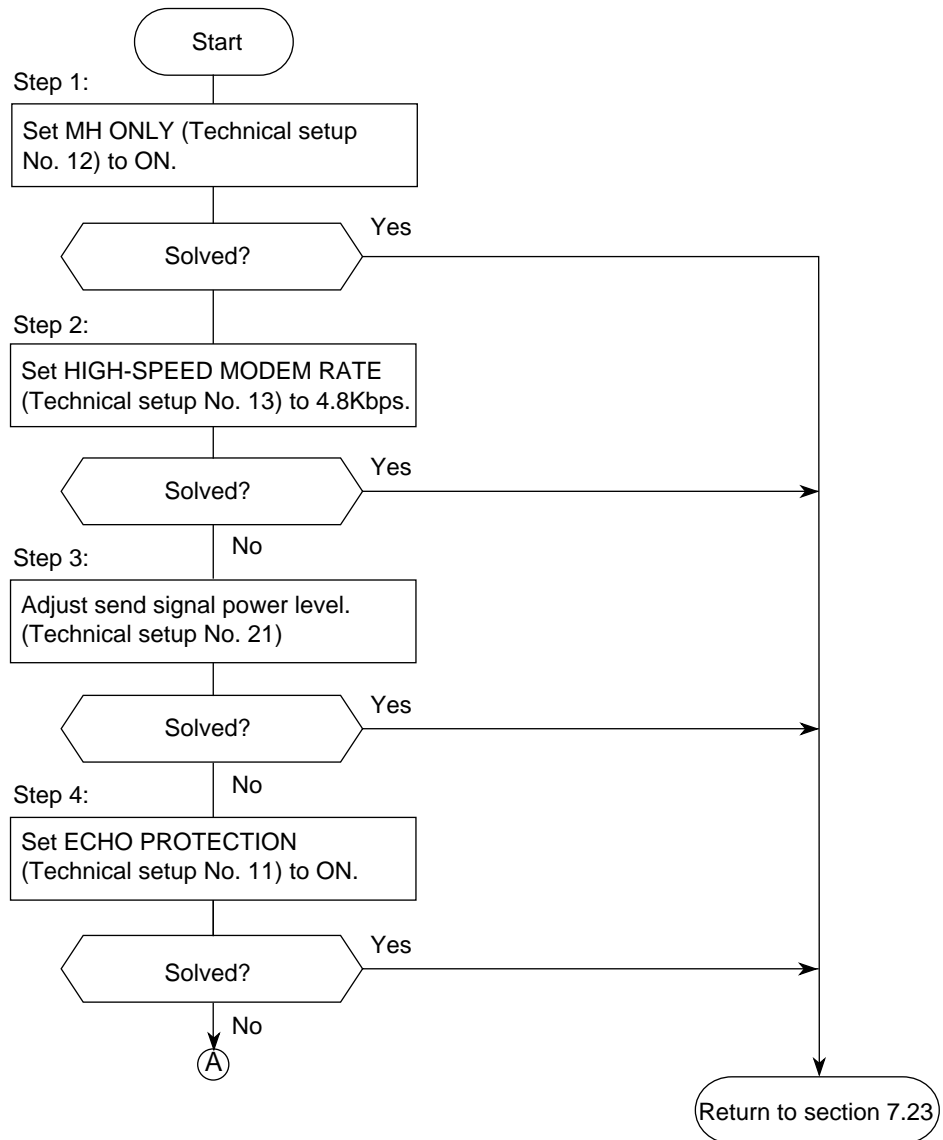 Start
Step 1:
Set MH ONLY (Technical setup
No. 12) to ON.
Yes
Solved?
Step 2:
Set HIGH-SPEED MODEM RATE
(Technical setup No. 13) to 4.8Kbps.
Yes
Solved?
No
Step 3:
Adjust send signal power level.
(Technical setup No. 21)
Yes
Solved?
No
Step 4:
Set ECHO PROTECTION
(Technical setup No. 11) to ON.
Yes
Solved?
No
A
Return to section 7.23